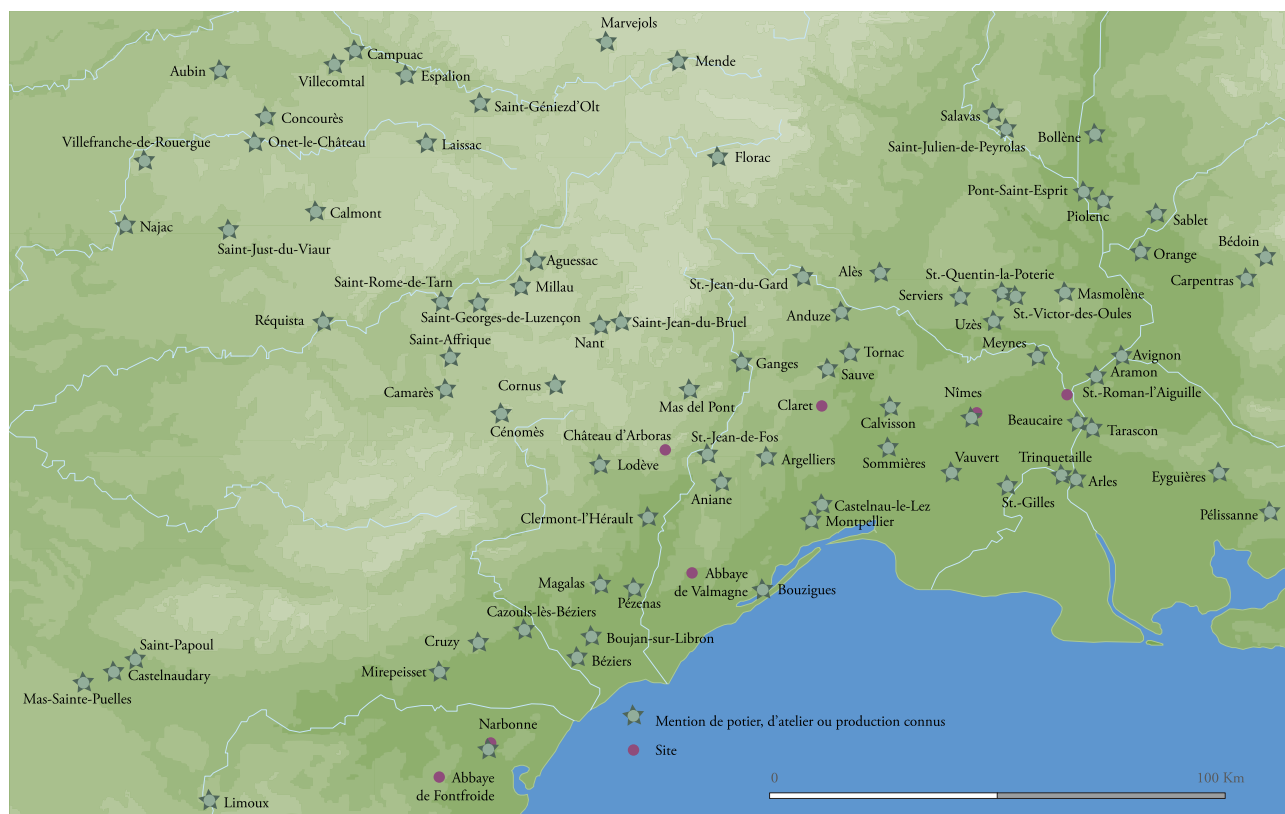 Marvejols
Campuac
Mende
Aubin
Villecomtal
Espalion
Saint-Géniezd’Olt
Salavas
Concourès
Bollène
Villefranche-de-Rouergue
Onet-le-Château
Laissac
Saint-Julien-de-Peyrolas
Florac
Pont-Saint-Esprit
Calmont
Piolenc
Sablet
Najac
Saint-Just-du-Viaur
Bédoin
Orange
Aguessac
Alès
St.-Quentin-la-Poterie
Carpentras
Saint-Rome-de-Tarn
Millau
St.-Jean-du-Gard
Serviers
Masmolène
Saint-Georges-de-Luzençon
Anduze
St.-Victor-des-Oules
Réquista
Saint-Jean-du-Bruel
Uzès
Saint-Affrique
Nant
Meynes
Tornac
Avignon
Ganges
Aramon
Sauve
Camarès
Cornus
Nîmes
St.-Roman-l’Aiguille
Mas del Pont
Claret
Calvisson
Beaucaire
Tarascon
Cénomès
Château d’Arboras
St.-Jean-de-Fos
Lodève
Argelliers
Sommières
Vauvert
Trinquetaille
Eyguières
Arles
Aniane
St.-Gilles
Castelnau-le-Lez
Pélissanne
Clermont-l’Hérault
Montpellier
Abbaye
de Valmagne
Magalas
Bouzigues
Pézenas
Cazouls-lès-Béziers
Cruzy
Boujan-sur-Libron
Saint-Papoul
Béziers
Castelnaudary
Mirepeisset
Mas-Sainte-Puelles
Narbonne
Mention de potier, d’atelier ou production connus
Site
Abbaye
de Fontfroide
0
100 Km
Limoux